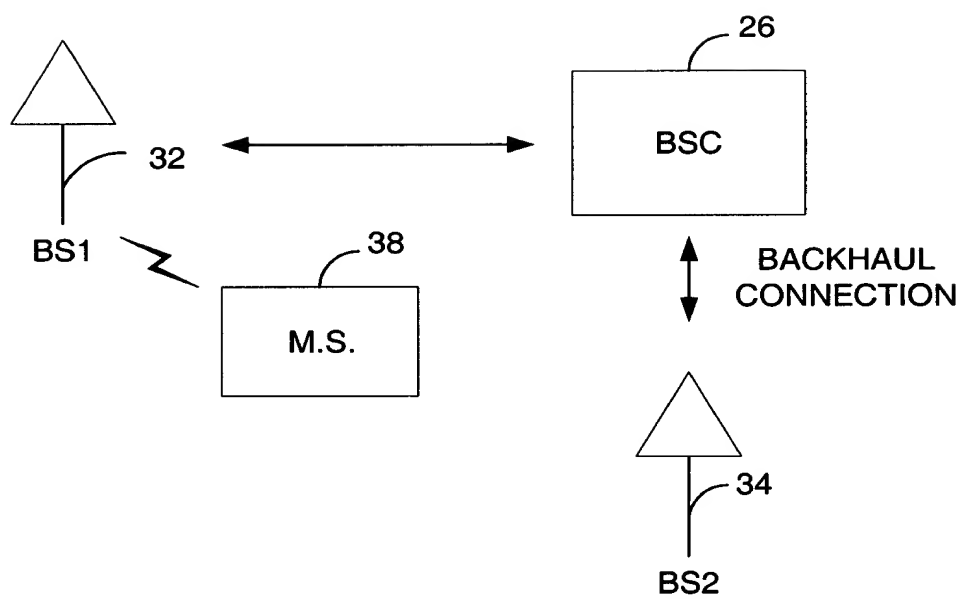 26
BSC
32
BS1
38
M.S.
BACKHAUL
CONNECTION
34
BS2